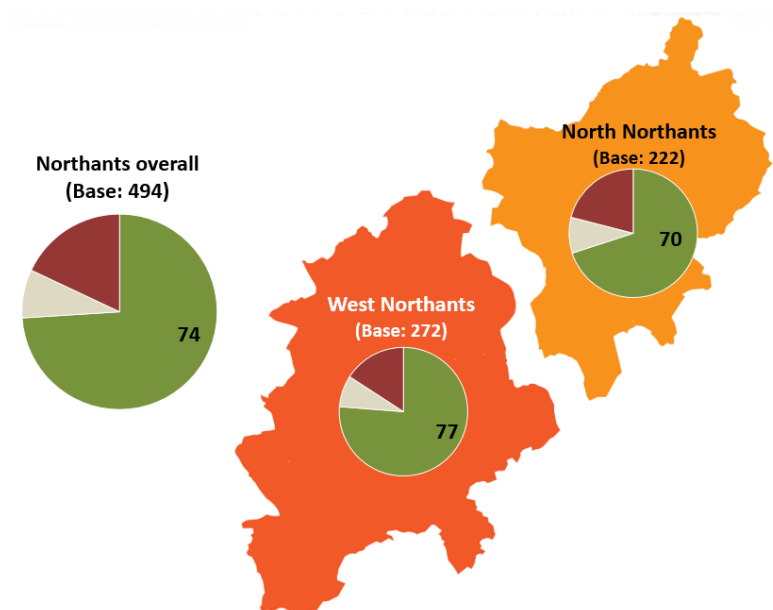 Northants overall
(Base: 494)
74
West Northants
(Base: 272)
77
North Northants
(Base: 222)
70